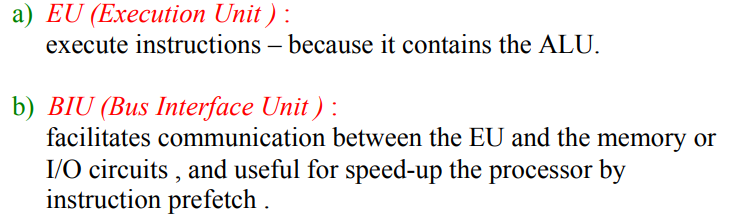 a) EU (Execution Unit ) :
execute instructions – because it contains the ALU.
b) BIU (Bus Interface Unit ) :
facilitates communication between the EU and the memory or
I/O circuits , and useful for speed-up the processor by
instruction prefetch .